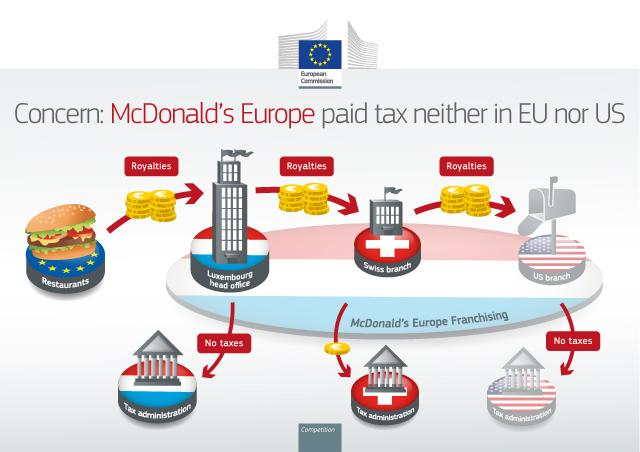 European
Commission
Concern: McDonald's Europe paid tax neither in EU nor US
Royalties
Royalties
Royalties
Restaurants
Luxembourg
head office
Swiss branch
US branch
McDonald's Europe Franchising
No taxes
No taxes
Tax administration
Tax administration
Tax administration
Competition